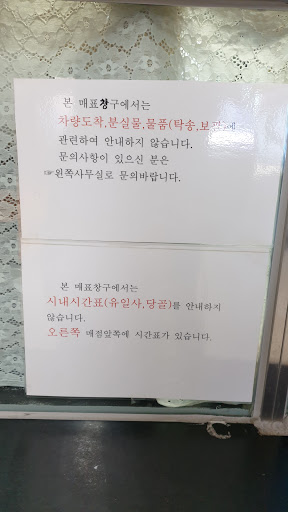 본 매표창구에서는
차량도착,분실물,물품(탁송,보관)에
관련하여 안내하지 않습니다.
문의사항이 있으신 분은
☞왼쪽사무실로 문의바랍니다.
본 매표창구에서는
시내시간표(유일사,당골)를 안내하지
않습니다.
오른쪽 매점앞쪽에 시간표가 있습니다.